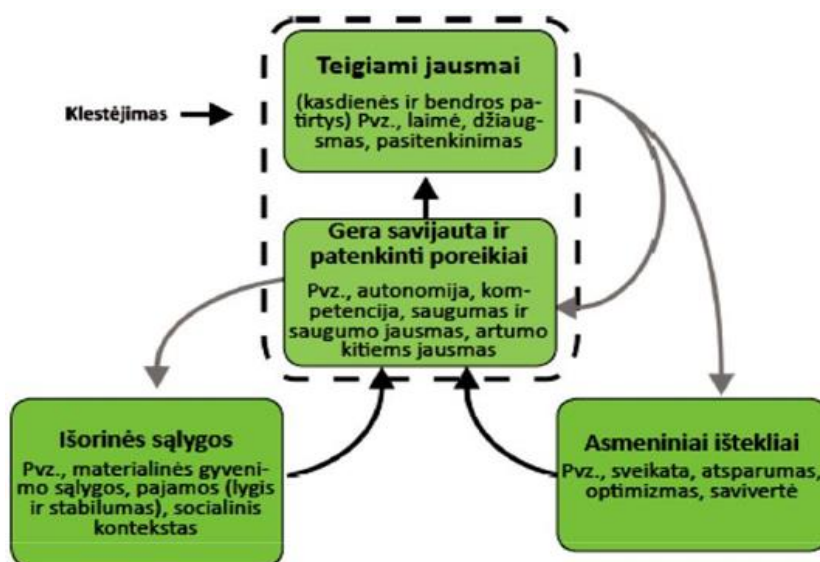 Teigiami jausmai
(kasdienės ir bendros pa-
tirtys) Pvz., laimė, džiaug-
smas, pasitenkinimas
Klestėjimas
Gera savijauta ir
patenkinti poreikiai
Pvz., autonomija, kom-
petencija, saugumas ir
saugumo jausmas, artumo
kitiems jausmas
Išorinės sąlygos
Pvz., materialinės gyveni-
mo sąlygos, pajamos (lygis
ir stabilumas), socialinis
kontekstas
Asmeniniai ištekliai
Pvz., sveikata, atsparumas,
optimizmas, savivertė